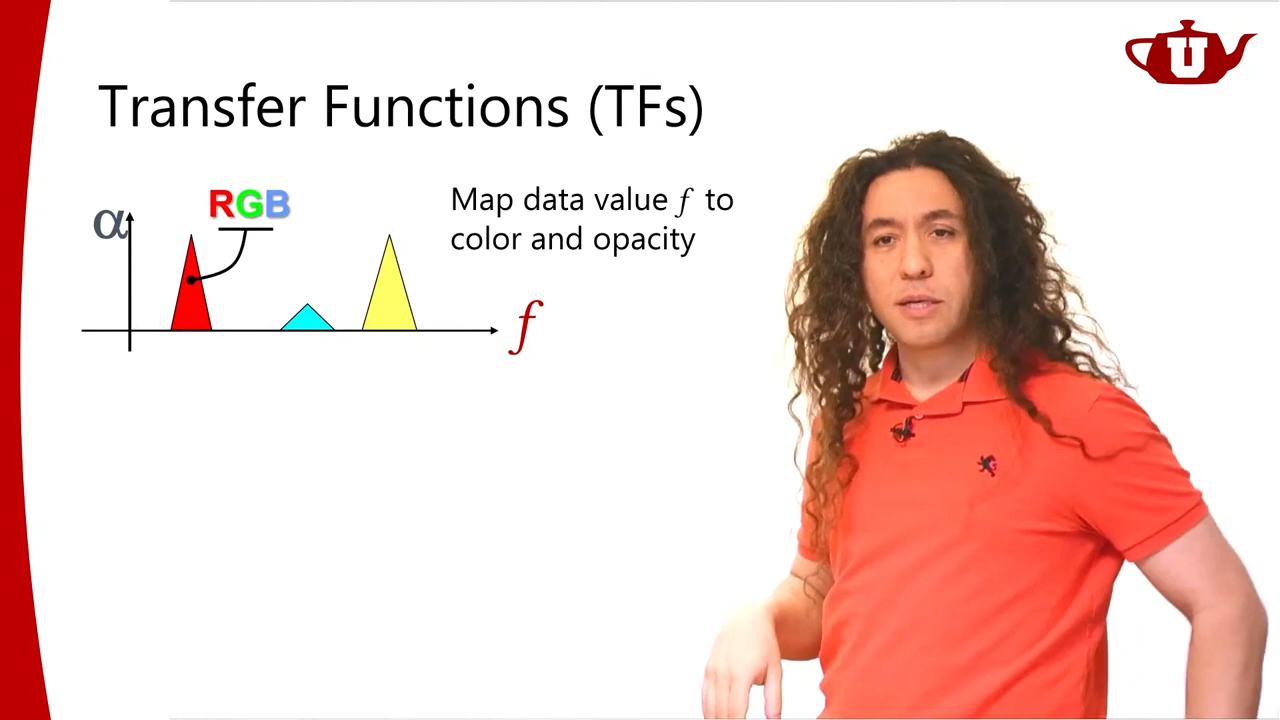 U
Transfer Functions (TFs)
RGB
α
Map data value f to
color and opacity
f